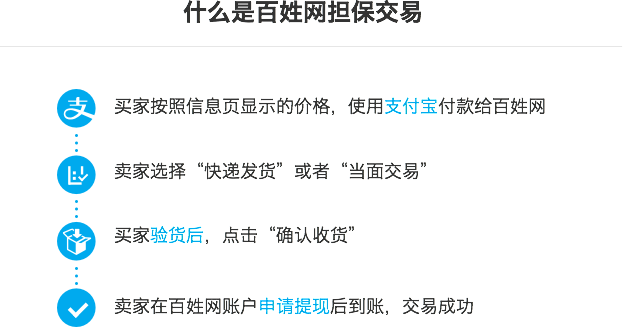 什么是百姓网担保交易
买家按照信息页显示的价格，使用支付宝付款给百姓网
卖家选择“快递发货”或者“当面交易”
买家验货后，点击“确认收货”
卖家在百姓网账户申请提现后到账，交易成功